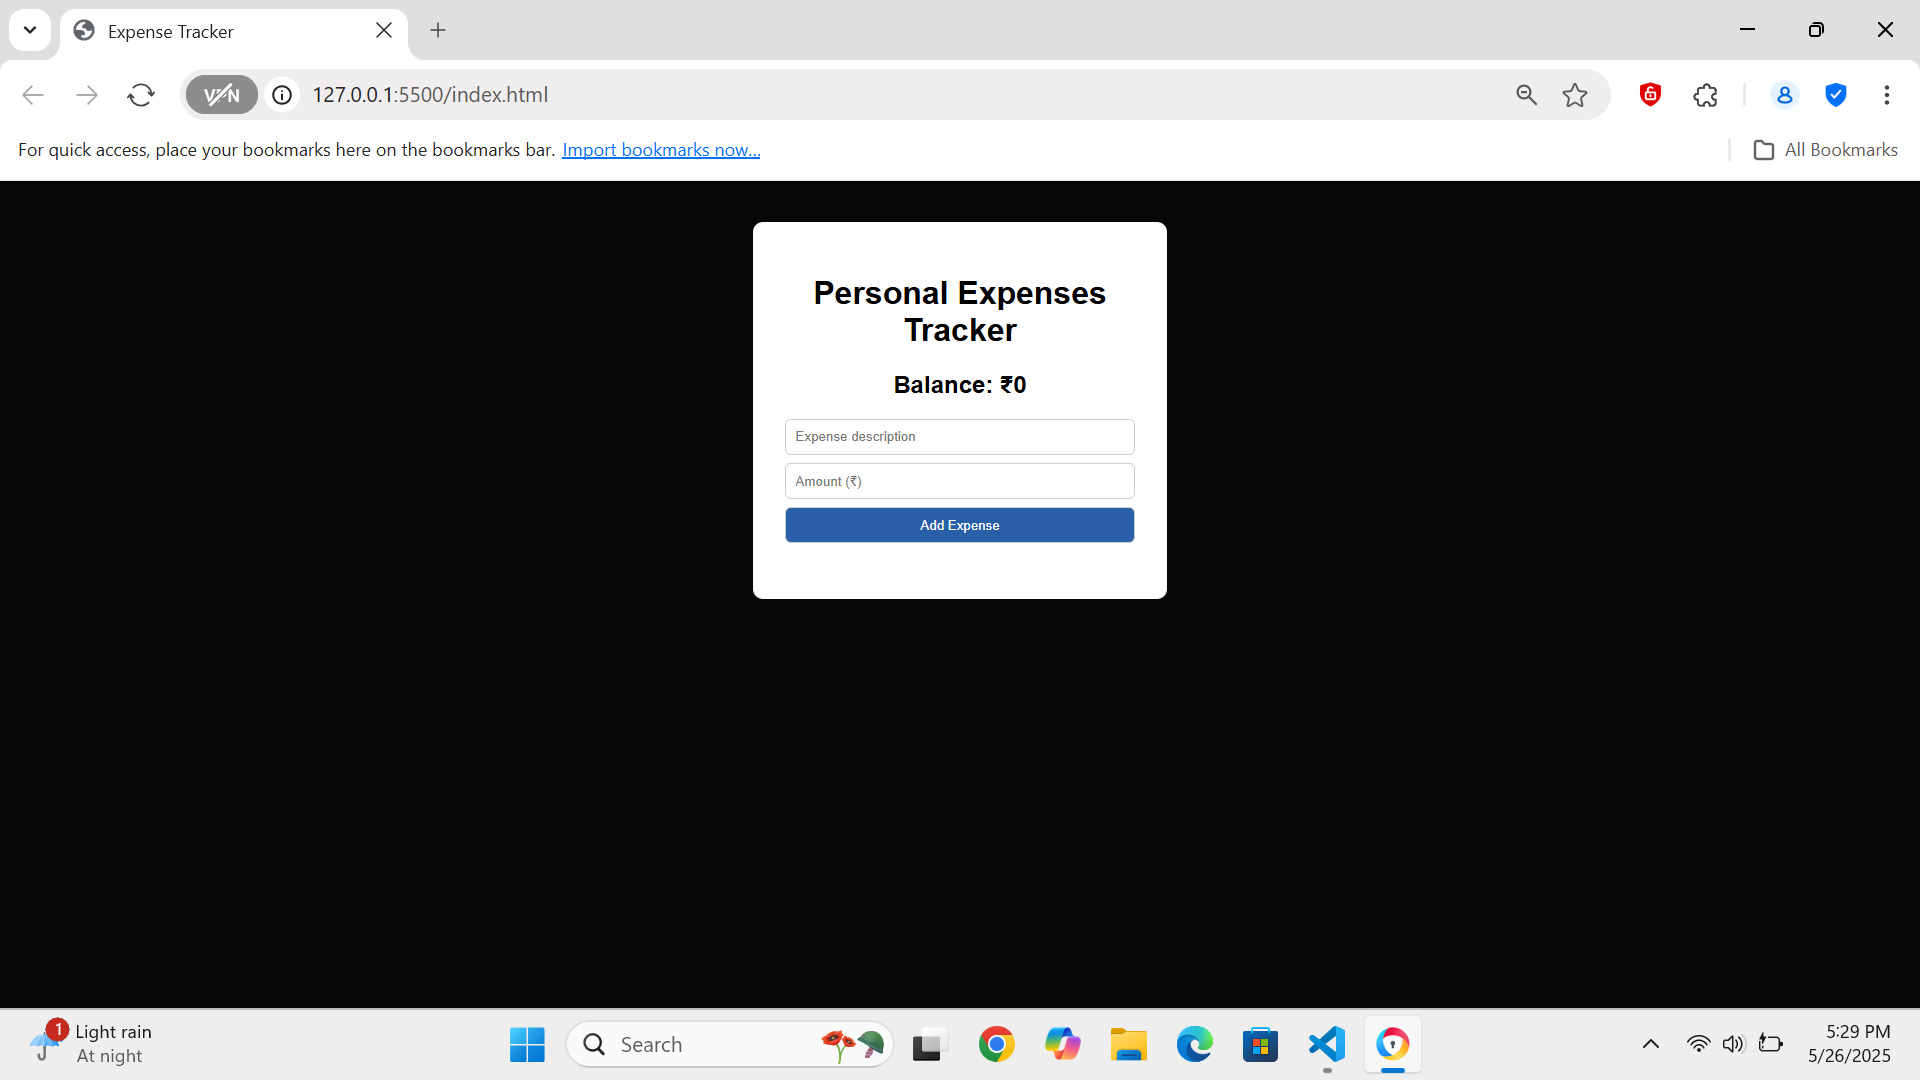 Expense Tracker
VPN
127.0.0.1:5500/index.html
For quick access, place your bookmarks here on the bookmarks bar. Import bookmarks now...
All Bookmarks
Personal Expenses
Tracker
Balance: ₹0
Expense description
Amount (₹)
Add Expense
1
Light rain
At night
Search
5:29 PM
5/26/2025